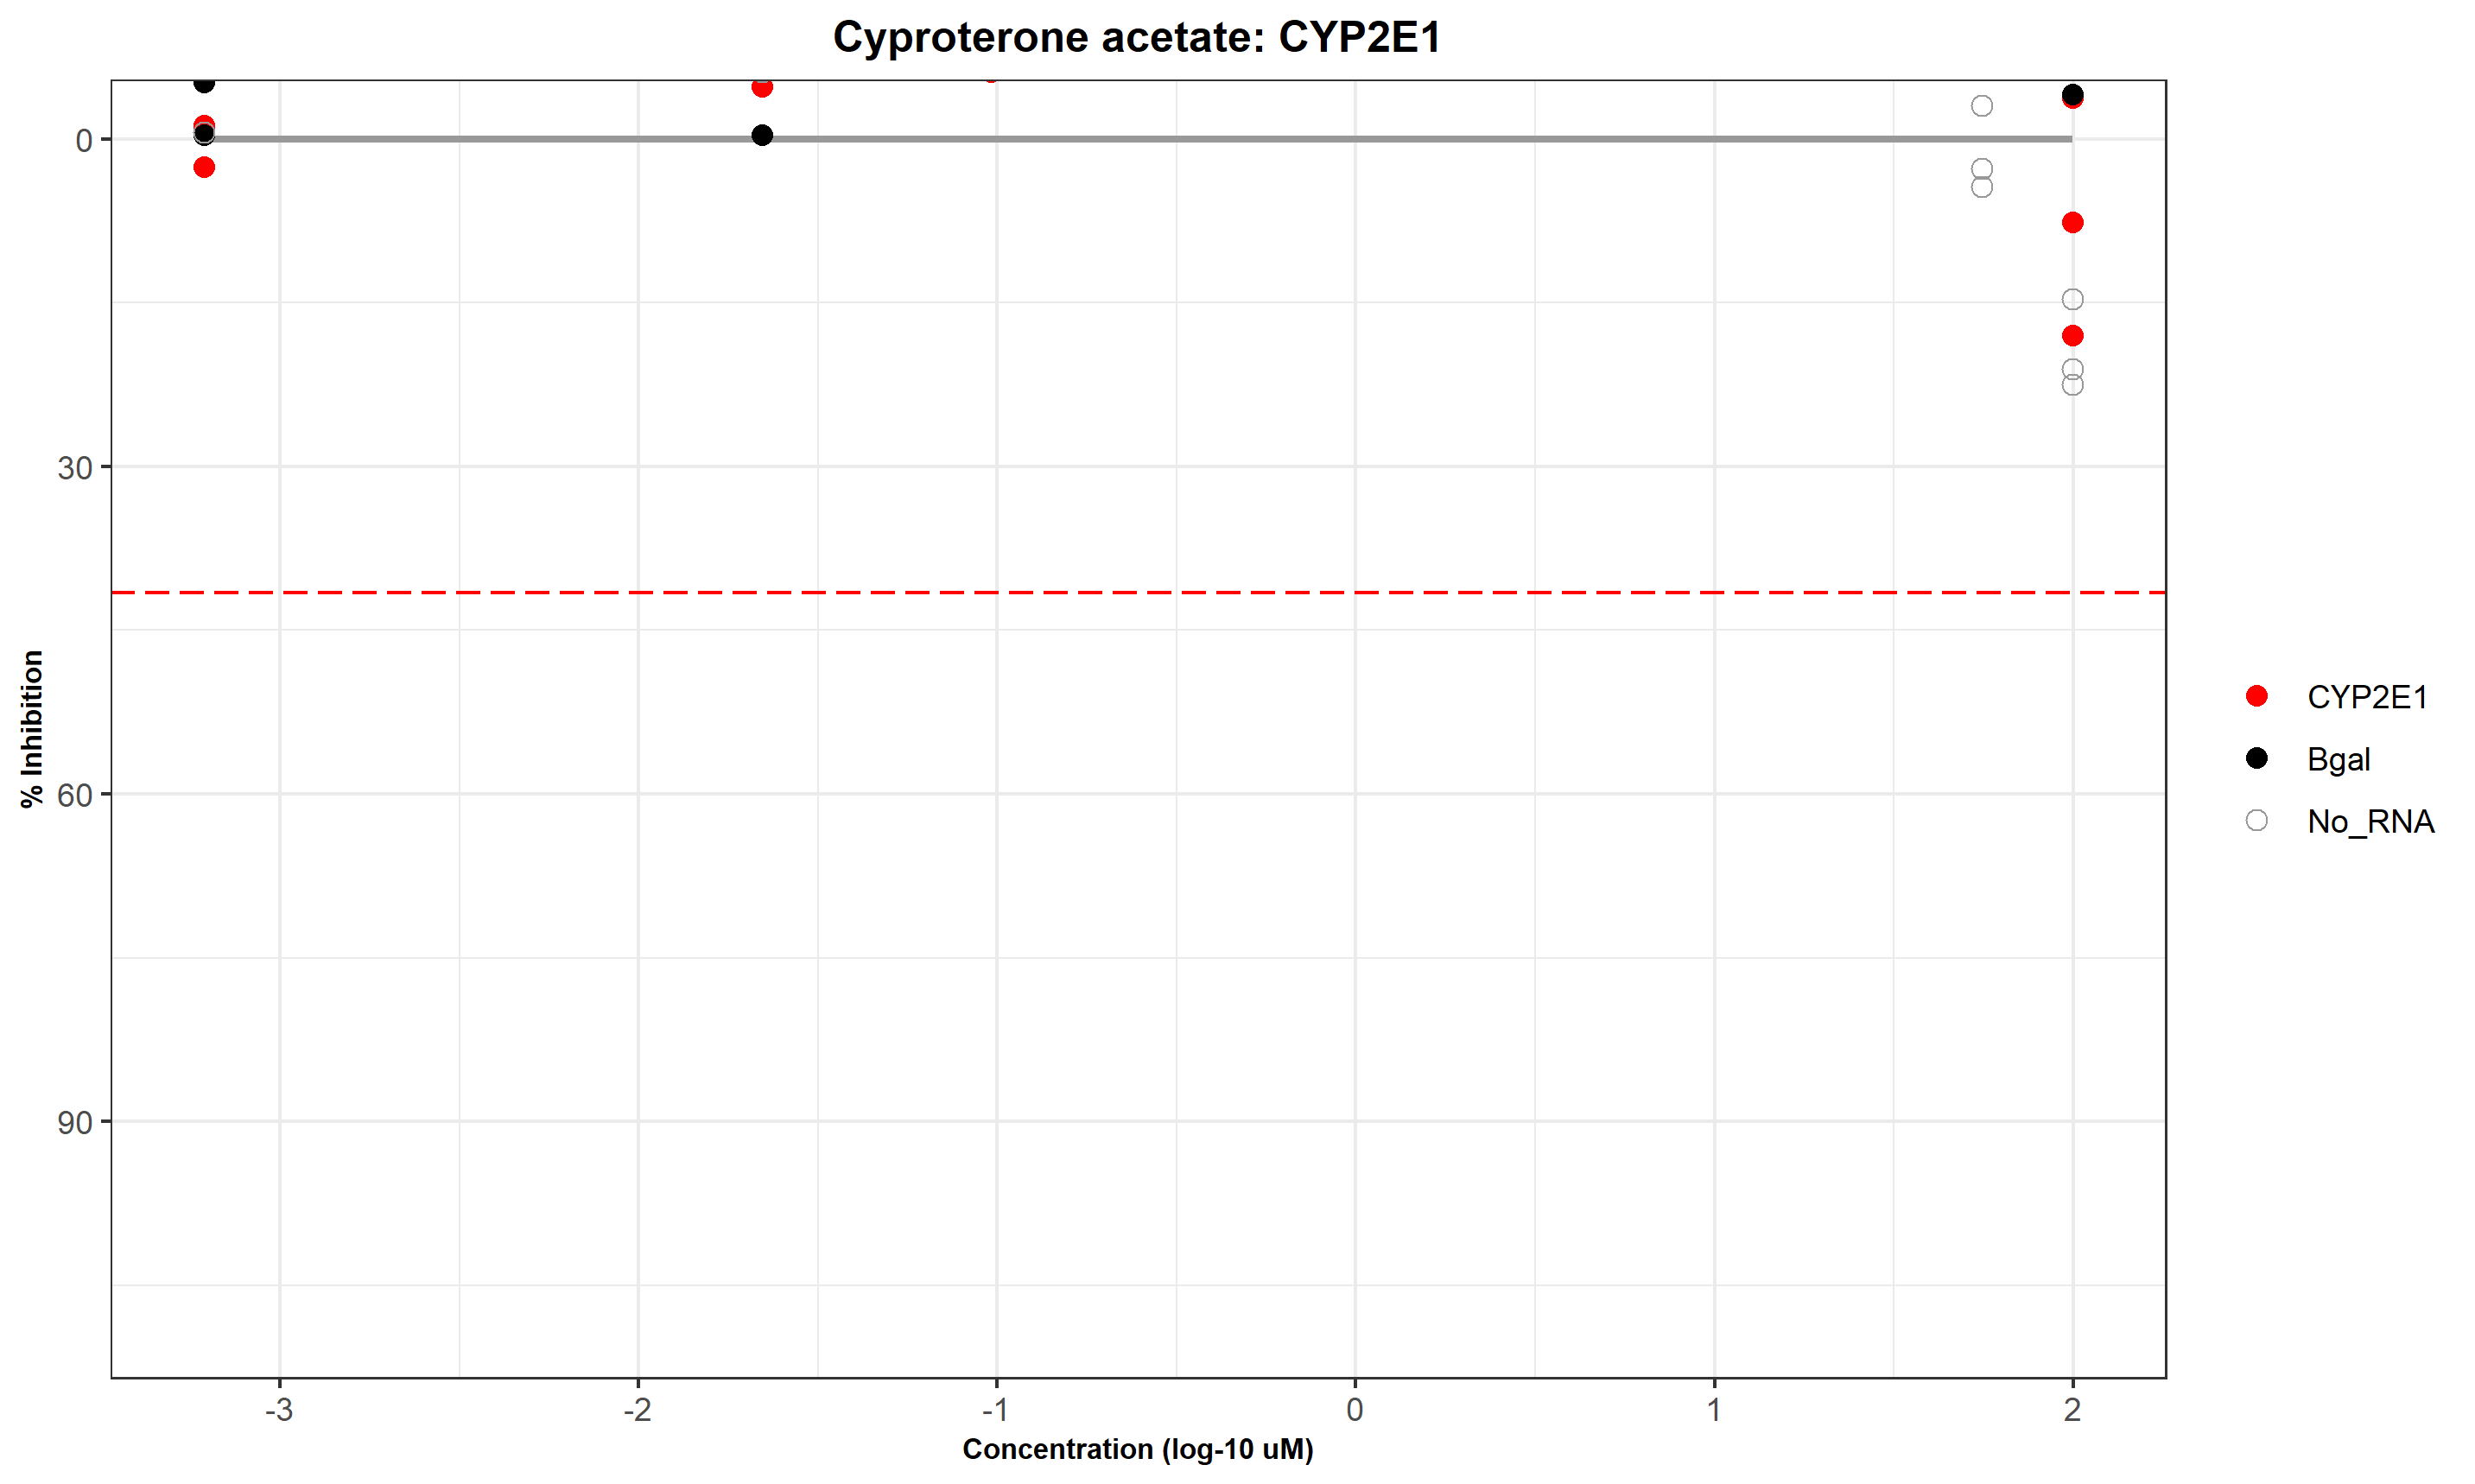 Cyproterone acetate: CYP2E1
0
30
60
90
% Inhibition
-3
-2
-1
0
1
2
Concentration (log-10 uM)
CYP2E1
Bgal
No_RNA